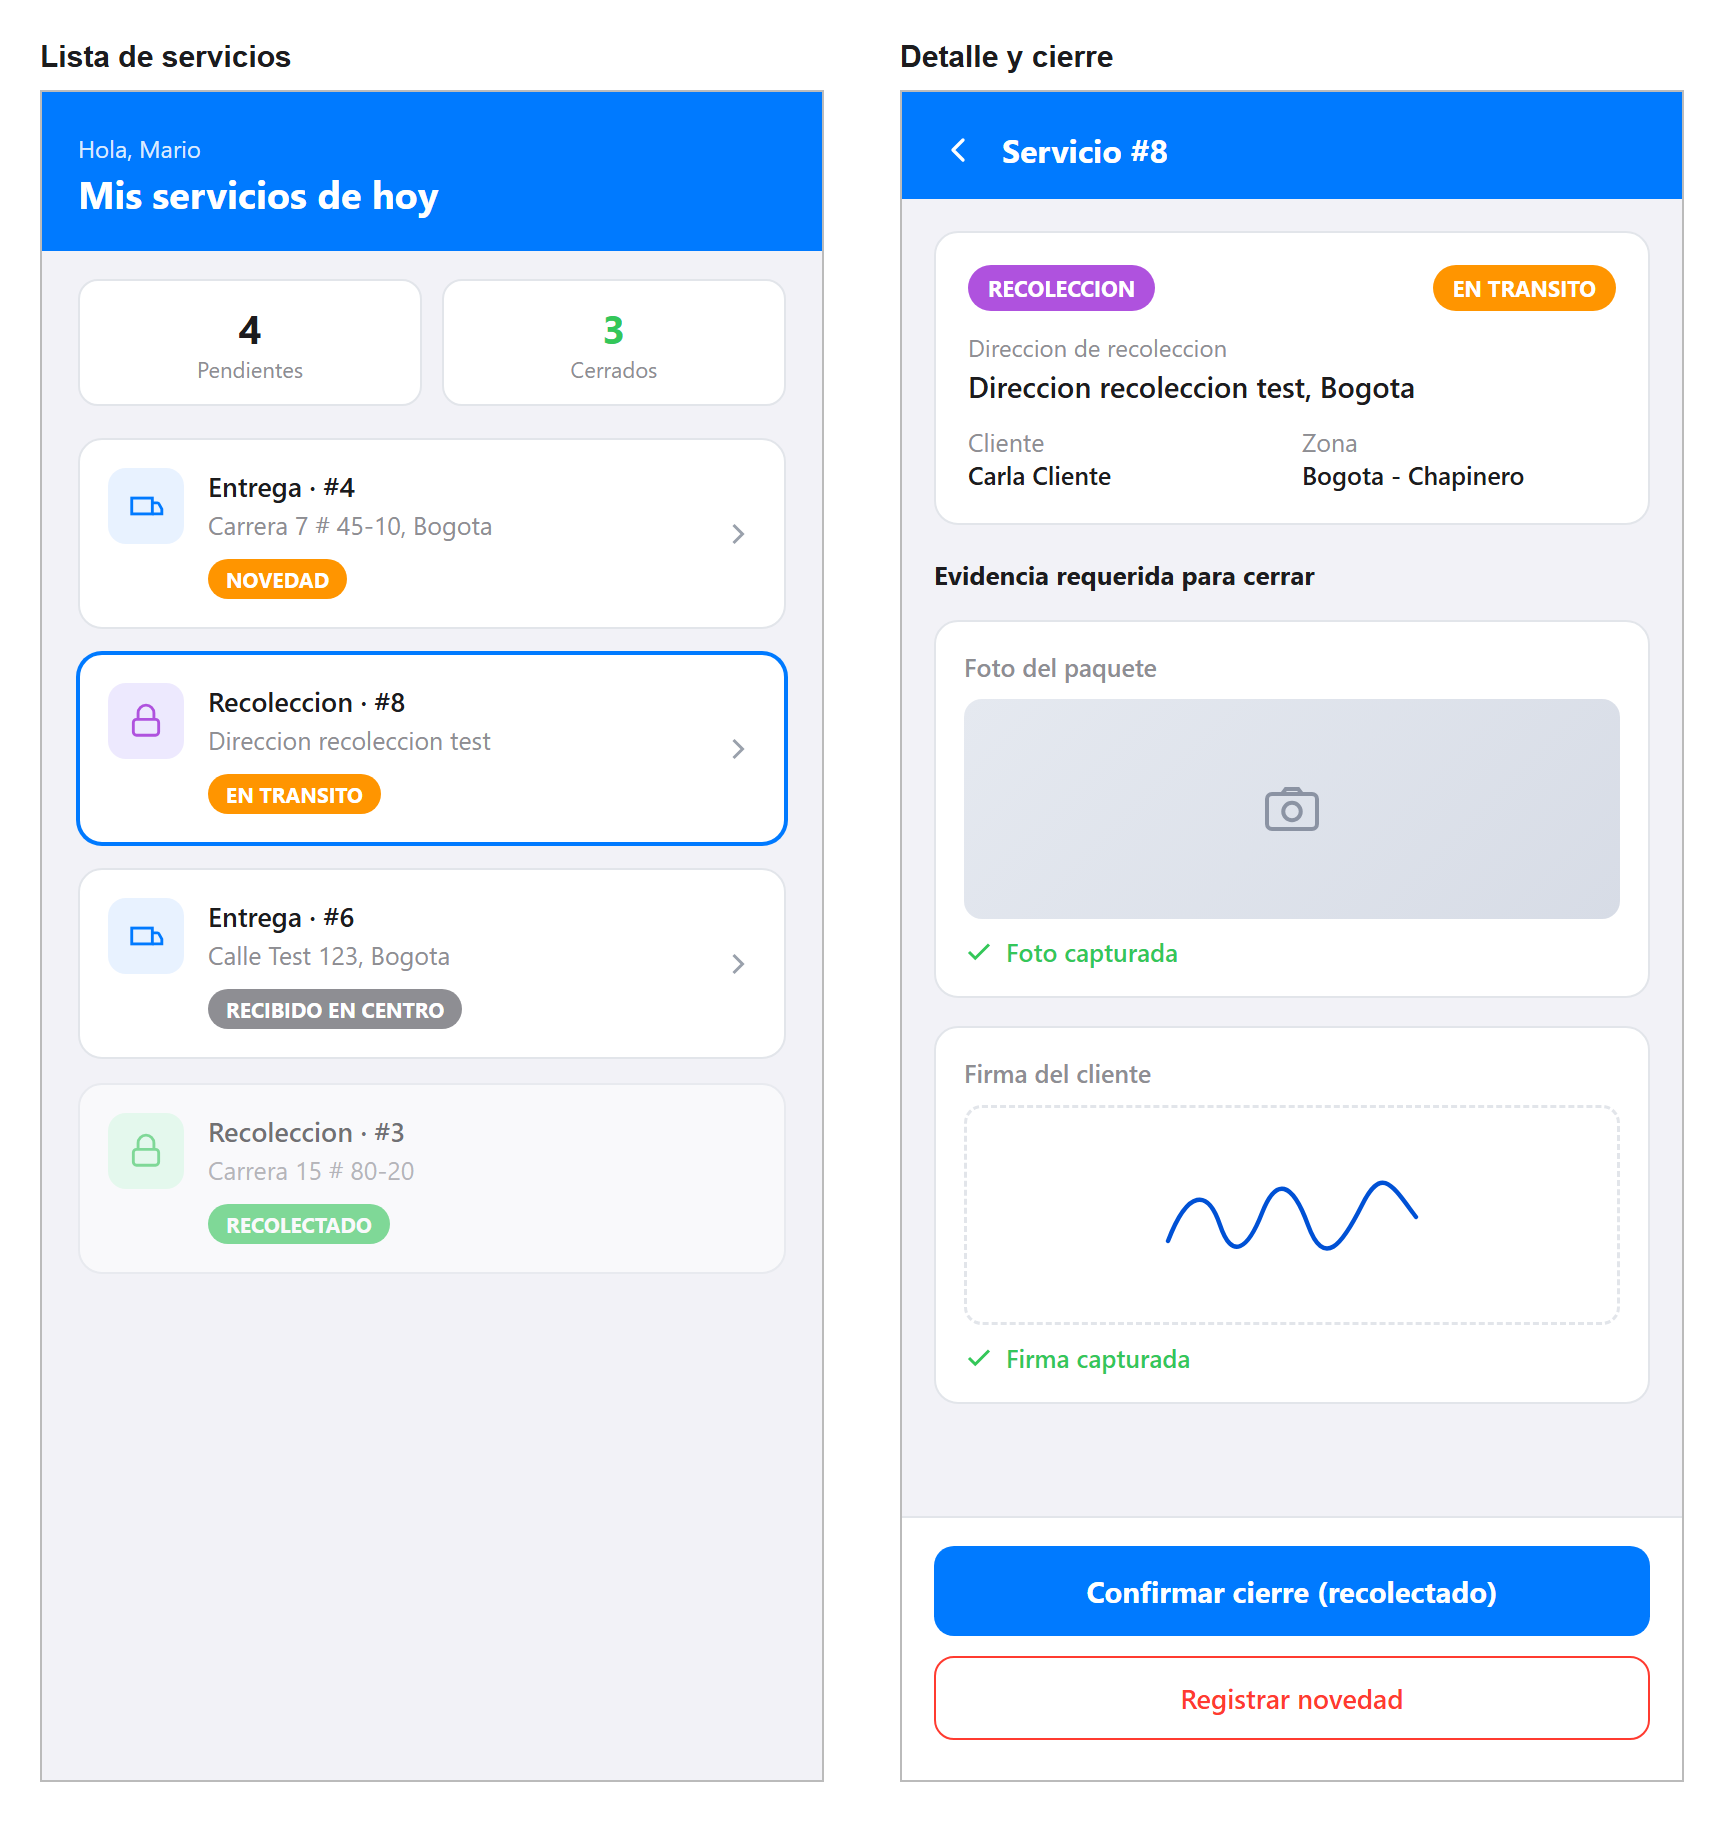 Lista de servicios
Hola, Mario
Mis servicios de hoy
4
Pendientes
3
Cerrados
Entrega · #4
Carrera 7 # 45-10, Bogota
NOVEDAD
Recoleccion · #8
Direccion recoleccion test
EN TRANSITO
Entrega · #6
Calle Test 123, Bogota
RECIBIDO EN CENTRO
Recoleccion · #3
Carrera 15 # 80-20
RECOLECTADO
Detalle y cierre
Servicio #8
RECOLECCION
EN TRANSITO
Direccion de recoleccion
Direccion recoleccion test, Bogota
Cliente
Carla Cliente
Zona
Bogota - Chapinero
Evidencia requerida para cerrar
Foto del paquete
Foto capturada
Firma del cliente
Firma capturada
Confirmar cierre (recolectado)
Registrar novedad